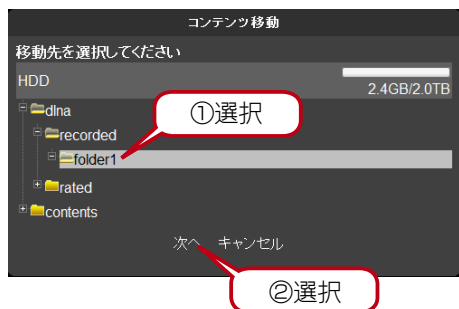 コンテンツ移動
移動先を選択してください
HDD
2.4GB/2.0TB
dlna
①選択
recorded
folder1
rated
contents
次へ キャンセル
②選択